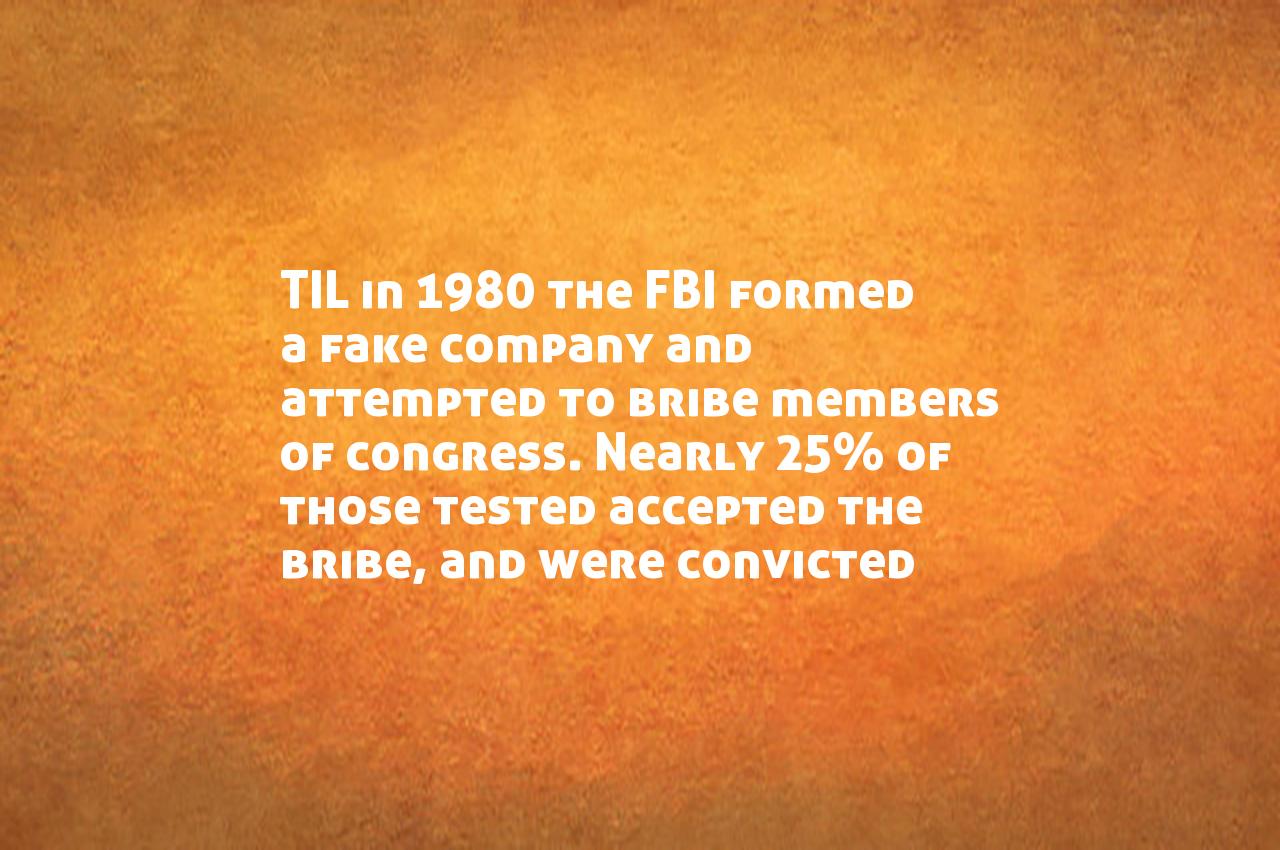 TIL in 1980 the FBI formed
a fake company and
attempted to bribe members
of congress. Nearly 25% of
those tested accepted the
bribe, and were convicted